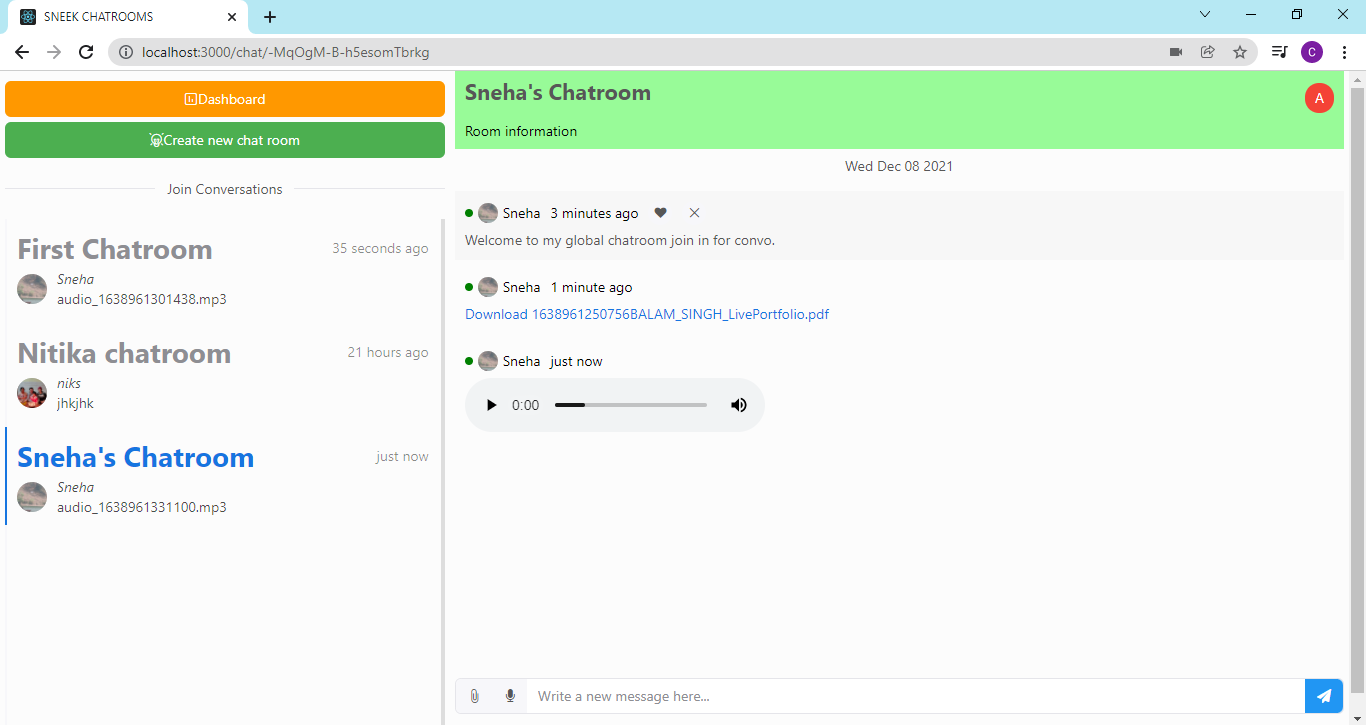 SNEEK CHATROOMS
localhost:3000/chat/-MqOgM-B-h5esomTbrkg
C
Dashboard
Create new chat room
Join Conversations
First Chatroom 35 seconds ago
Sneha
audio_1638961301438.mp3
Nitika chatroom 21 hours ago
niks
jhkjhk
Sneha's Chatroom just now
Sneha
audio_1638961331100.mp3
Sneha's Chatroom
A
Room information
Wed Dec 08 2021
Sneha 3 minutes ago
Welcome to my global chatroom join in for convo.
Sneha 1 minute ago
Download 1638961250756BALAM_SINGH_LivePortfolio.pdf
Sneha just now
0:00
Write a new message here...